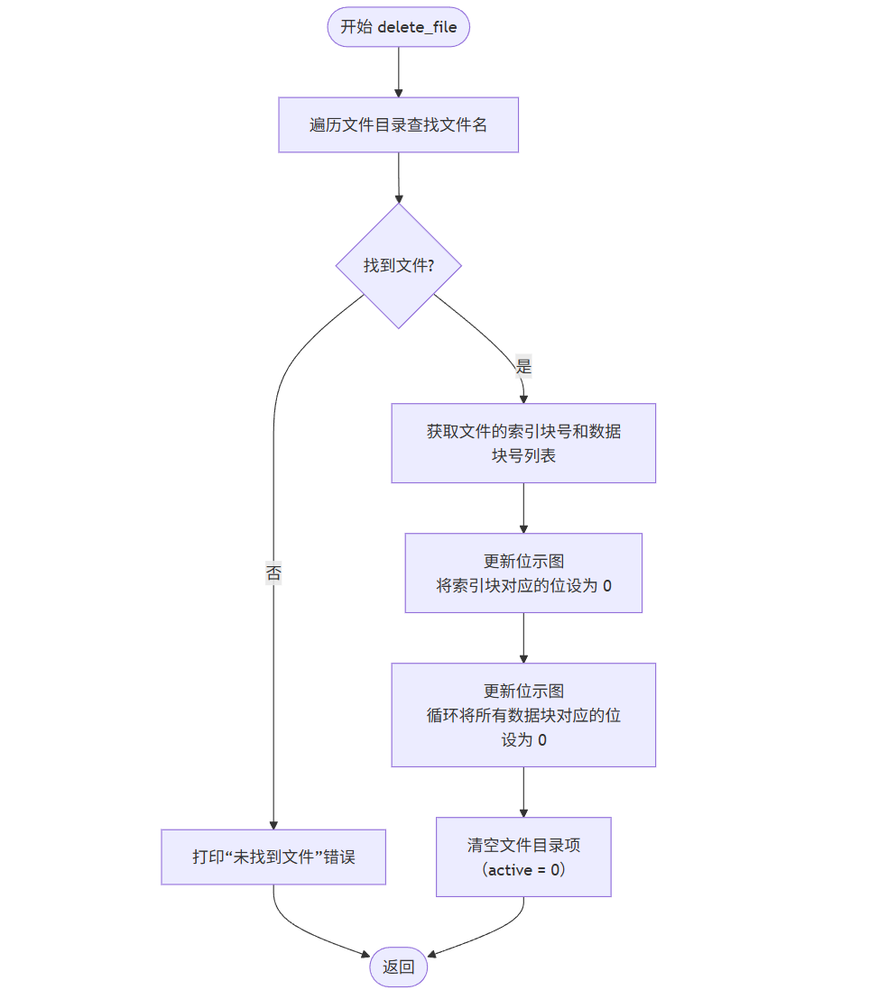 开始 delete_file
遍历文件目录查找文件名
找到文件?
是
获取文件的索引块号和数据
块号列表
更新位示图
将索引块对应的位设为 0
否
更新位示图
循环将所有数据块对应的位
设为 0
打印“未找到文件”错误
清空文件目录项
（active = 0）
返回